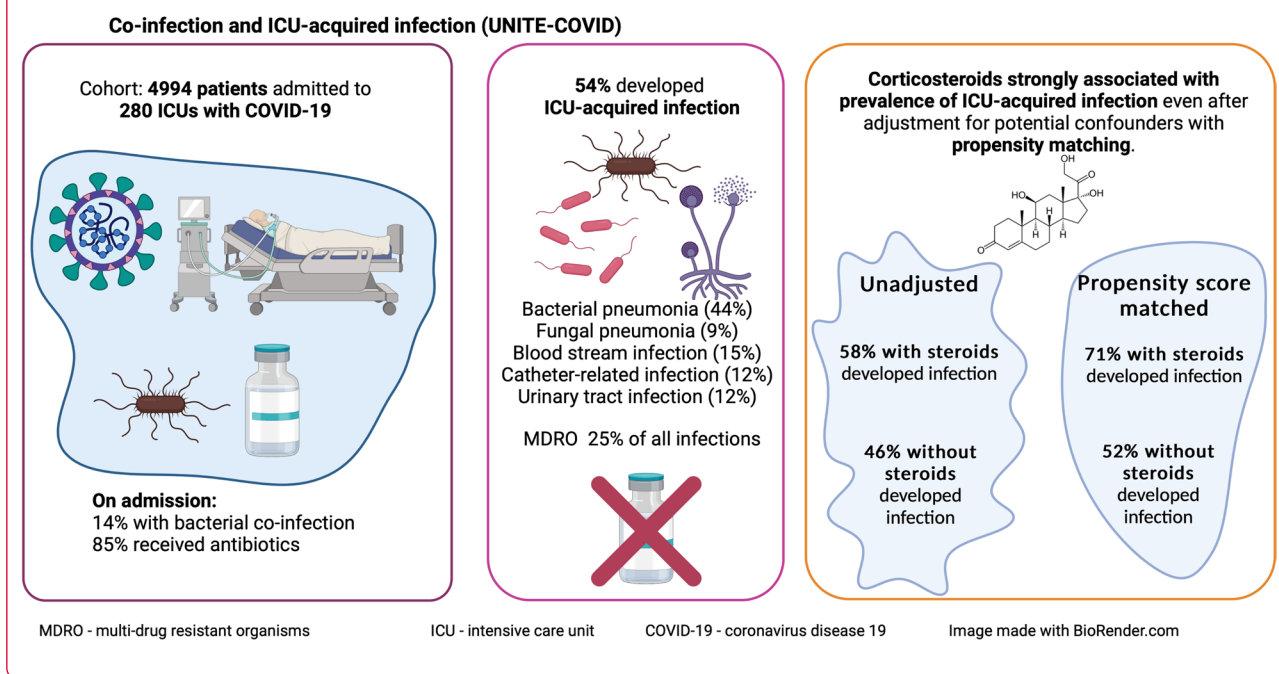 Co-infection and ICU-acquired infection (UNITE-COVID)
Cohort: 4994 patients admitted to
280 ICUs with COVID-19
On admission:
14% with bacterial co-infection
85% received antibiotics
54% developed
ICU-acquired infection
Bacterial pneumonia (44%)
Fungal pneumonia (9%)
Blood stream infection (15%)
Catheter-related infection (12%)
Urinary tract infection (12%)
MDRO 25% of all infections
Corticosteroids strongly associated with
prevalence of ICU-acquired infection even after
adjustment for potential confounders with
propensity matching.
OH
O
HO
OH
H
H
H
O
Unadjusted
58% with steroids
developed infection
46% without
steroids
developed
infection
Propensity score
matched
71% with steroids
developed infection
52% without
steroids
developed
infection
MDRO - multi-drug resistant organisms
ICU - intensive care unit
COVID-19 - coronavirus disease 19
Image made with BioRender.com